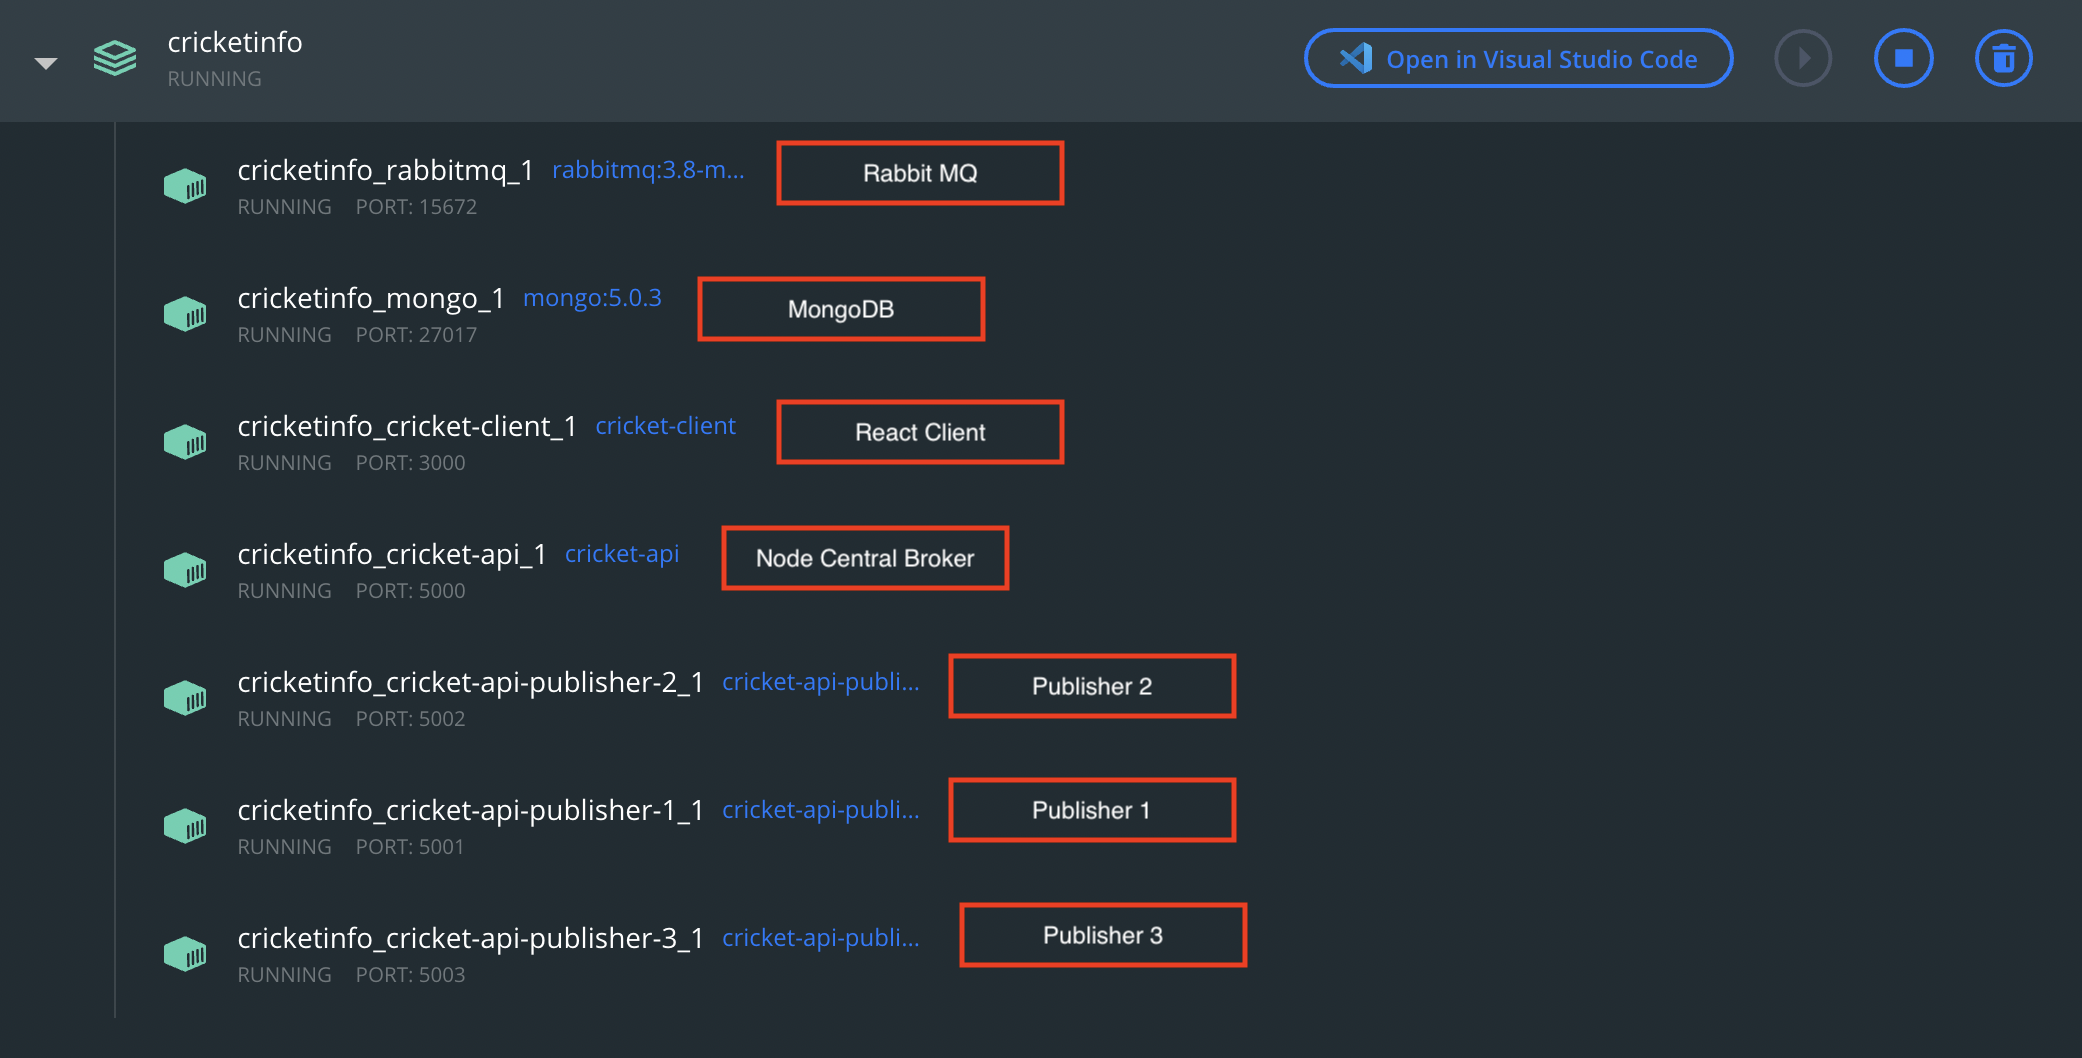 cricketinfo
RUNNING
Open in Visual Studio Code
cricketinfo_rabbitmq_1 rabbitmq:3.8-m... Rabbit MQ
RUNNING PORT: 15672
cricketinfo_mongo_1 mongo:5.0.3 MongoDB
RUNNING PORT: 27017
cricketinfo_cricket-client_1 cricket-client React Client
RUNNING PORT: 3000
cricketinfo_cricket-api_1 cricket-api Node Central Broker
RUNNING PORT: 5000
cricketinfo_cricket-api-publisher-2_1 cricket-api-publi... Publisher 2
RUNNING PORT: 5002
cricketinfo_cricket-api-publisher-1_1 cricket-api-publi... Publisher 1
RUNNING PORT: 5001
cricketinfo_cricket-api-publisher-3_1 cricket-api-publi... Publisher 3
RUNNING PORT: 5003